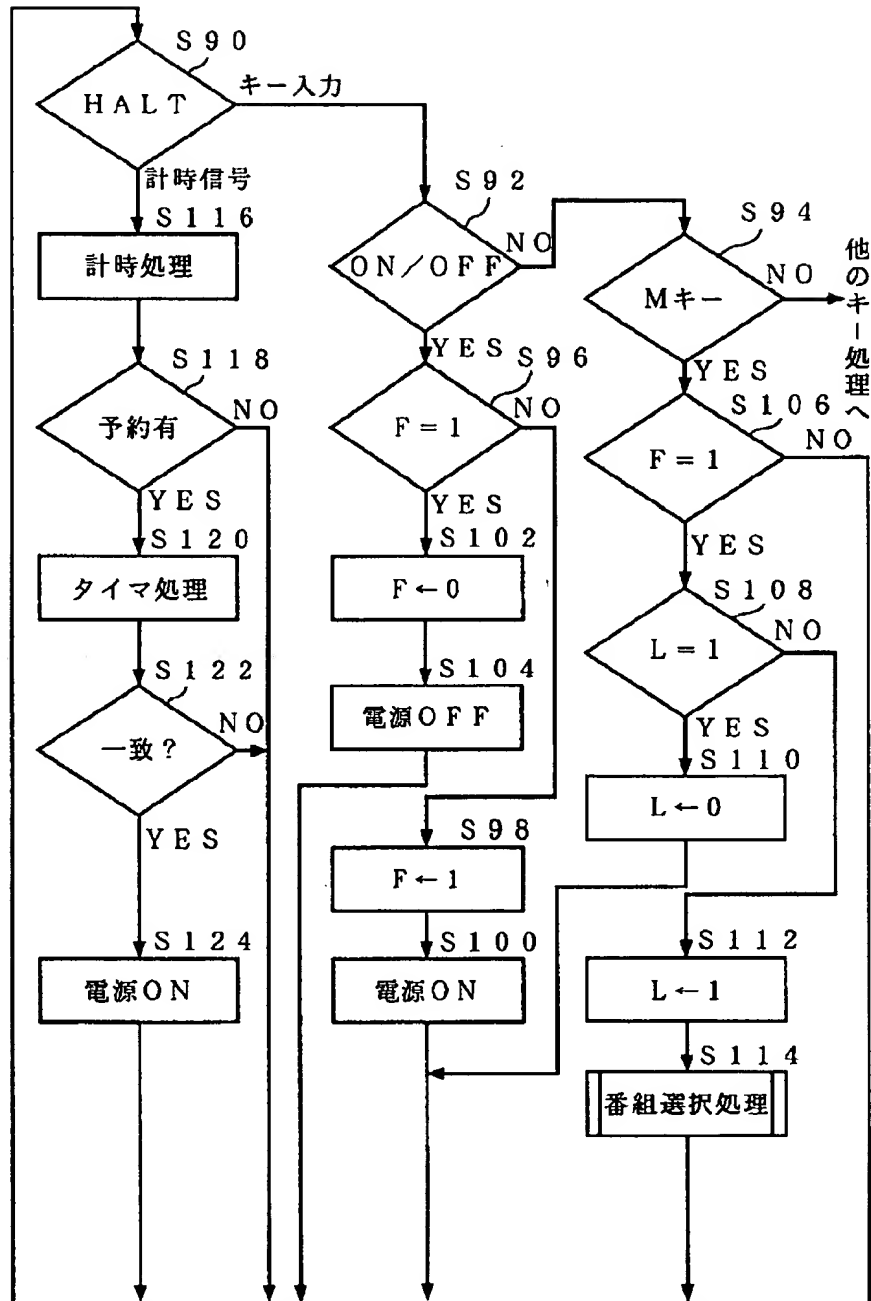 S90
HALT
キー入力
計時信号
S116
計時処理
S118
予約有
NO
YES
S120
タイマ処理
S122
一致?
NO
YES
S124
電源ON
S92
ON/OFF
NO
YES
S96
F=1
NO
YES
S102
F←0
S104
電源OFF
S98
F←1
S100
電源ON
S94
Mキー
NO
他のキー処理へ
YES
S106
F=1
NO
YES
S108
L=1
NO
YES
S110
L←0
S112
L←1
S114
番組選択処理